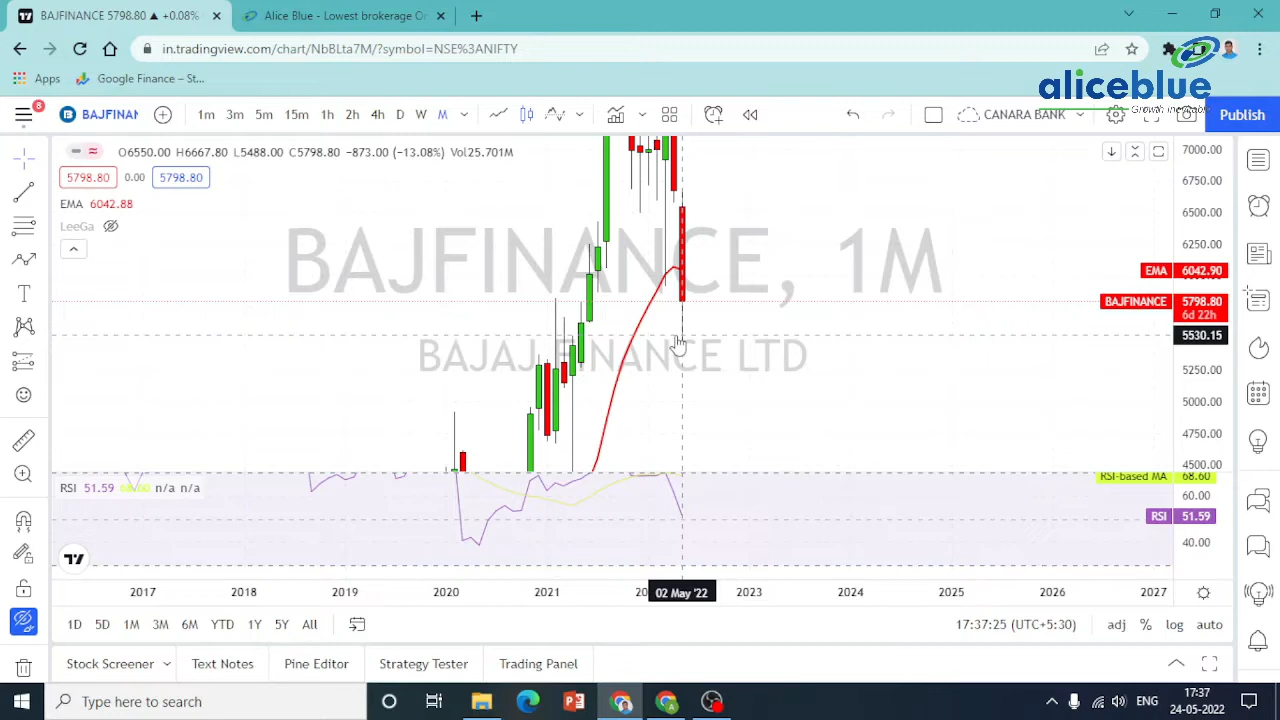 BAJFINANCE 5798.80 ▲ +0.08%
Alice Blue - Lowest brokerage Or
in.tradingview.com/chart/NbBLta7M/?symbol=NSE%3ANIFTY
Apps Google Finance – St...
aliceblue
8 BAJFINAN 1m 3m 5m 15m 1h 2h 4h D W M CANARA BANK Publish
O6550.00 H6667.80 L5488.00 C5798.80 −873.00 (−13.08%) Vol25.701M
5798.80 0.00 5798.80
EMA 6042.88
LeeGa
BAJFINANCE, 1M
BAJAJ FINANCE LTD
7000.00
6750.00
6500.00
6250.00
EMA 6042.90
BAJFINANCE 5798.80
6d 22h
5530.15
5250.00
5000.00
4750.00
4500.00
RSI-based MA 68.60
RSI 51.59 68.60 n/a n/a
60.00
RSI 51.59
40.00
2017 2018 2019 2020 2021 02 May '22 2023 2024 2025 2026 2027
1D 5D 1M 3M 6M YTD 1Y 5Y All 17:37:25 (UTC+5:30) adj % log auto
Stock Screener Text Notes Pine Editor Strategy Tester Trading Panel
Type here to search
ENG
17:37
24-05-2022